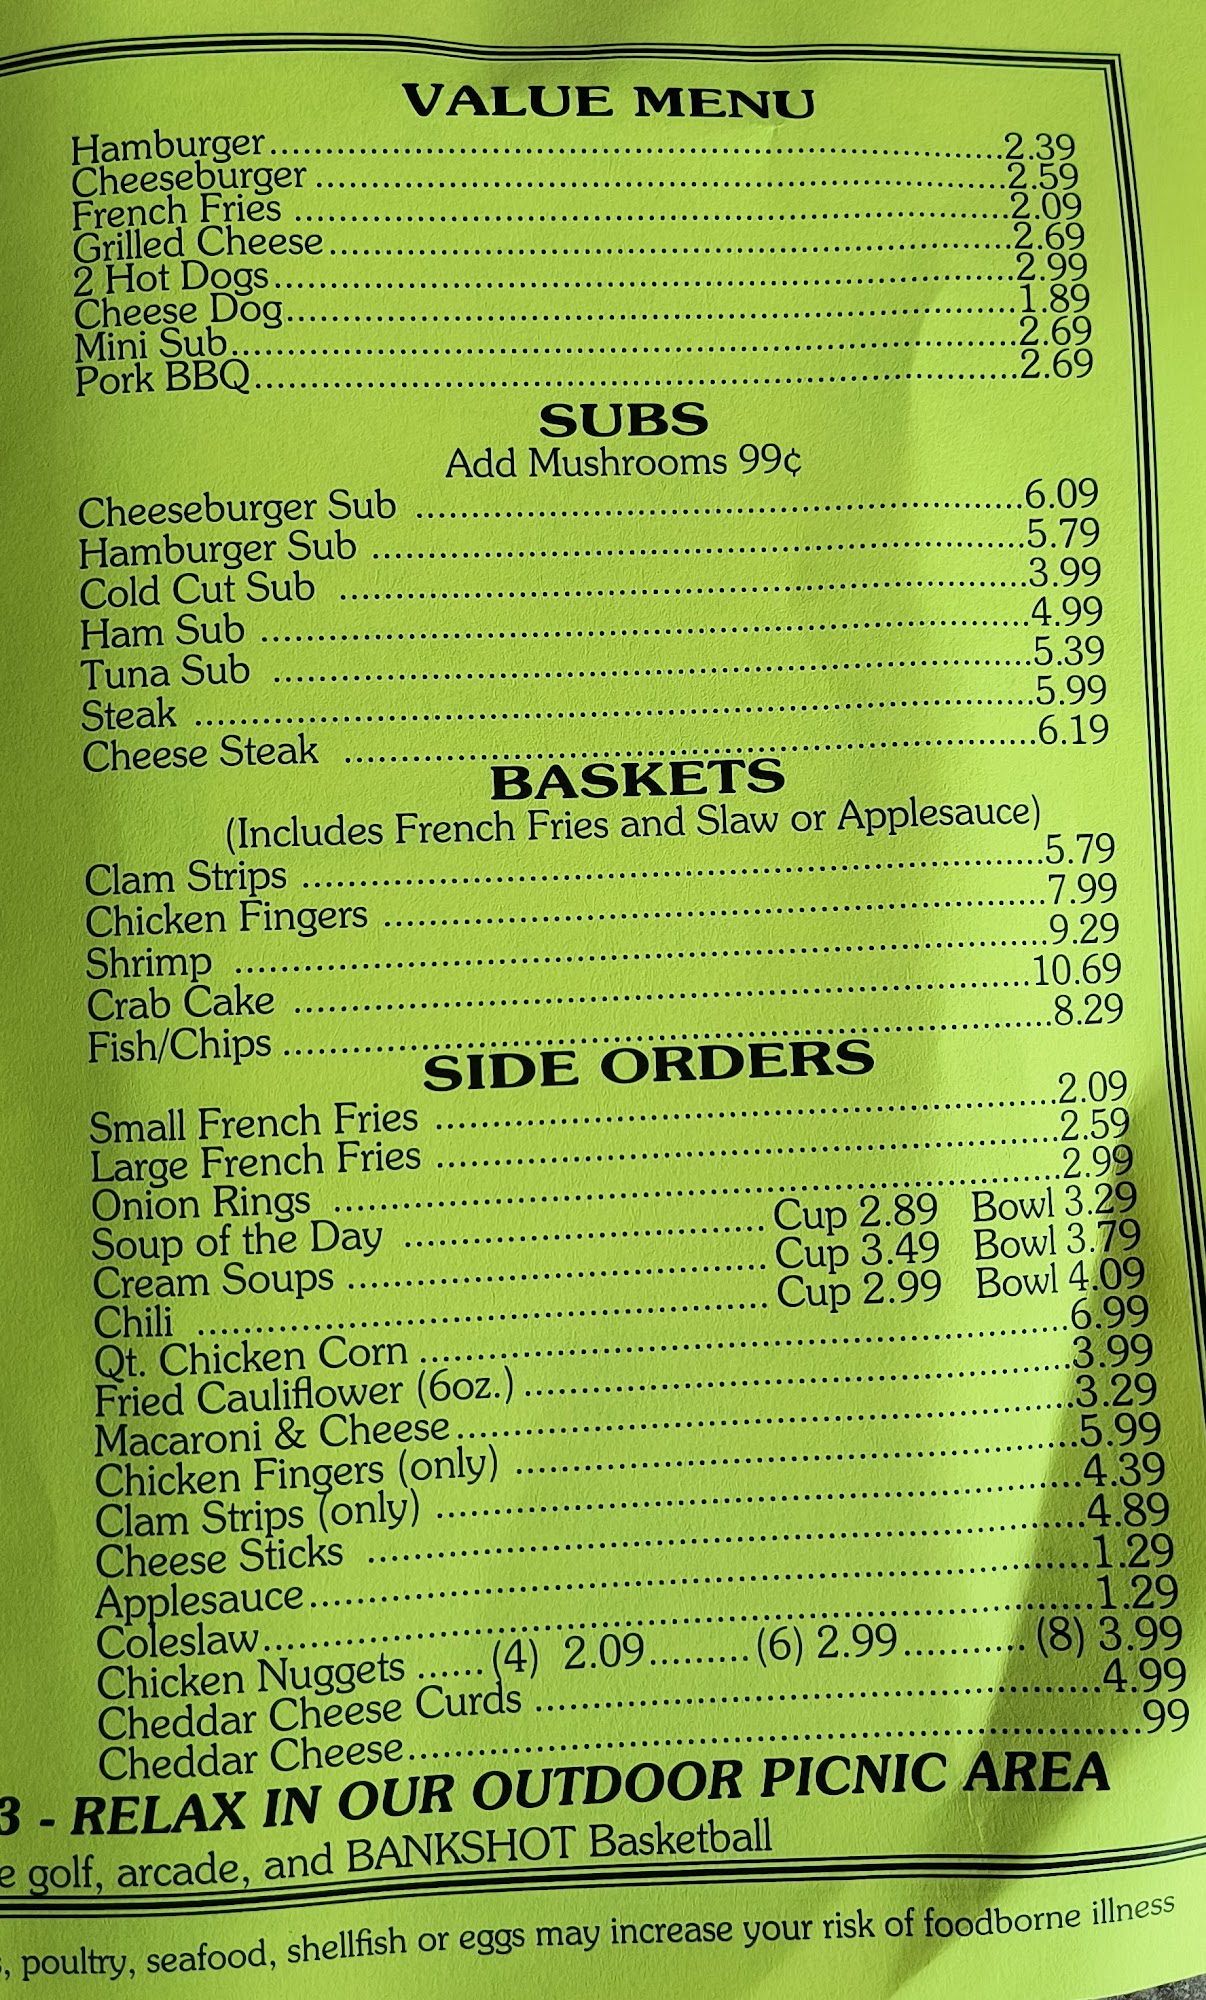 VALUE MENU
Hamburger..........2.39
Cheeseburger..........2.59
French Fries..........2.09
Grilled Cheese..........2.69
2 Hot Dogs..........2.99
Cheese Dog..........1.89
Mini Sub..........2.69
Pork BBQ..........2.69
SUBS
Add Mushrooms 99¢
Cheeseburger Sub..........6.09
Hamburger Sub..........5.79
Cold Cut Sub..........3.99
Ham Sub..........4.99
Tuna Sub..........5.39
Steak..........5.99
Cheese Steak..........6.19
BASKETS
(Includes French Fries and Slaw or Applesauce)
Clam Strips..........5.79
Chicken Fingers..........7.99
Shrimp..........9.29
Crab Cake..........10.69
Fish/Chips..........8.29
SIDE ORDERS
Small French Fries..........2.09
Large French Fries..........2.59
Onion Rings..........2.99
Soup of the Day..........Cup 2.89 Bowl 3.29
Cream Soups..........Cup 3.49 Bowl 3.79
Chili..........Cup 2.99 Bowl 4.09
Qt. Chicken Corn..........6.99
Fried Cauliflower (6oz.)..........3.99
Macaroni & Cheese..........3.29
Chicken Fingers (only)..........5.99
Clam Strips (only)..........4.39
Cheese Sticks..........4.89
Applesauce..........1.29
Coleslaw..........1.29
Chicken Nuggets......(4) 2.09.........(6) 2.99..........(8) 3.99
Cheddar Cheese Curds..........4.99
Cheddar Cheese...........99
3 - RELAX IN OUR OUTDOOR PICNIC AREA
e golf, arcade, and BANKSHOT Basketball
, poultry, seafood, shellfish or eggs may increase your risk of foodborne illness